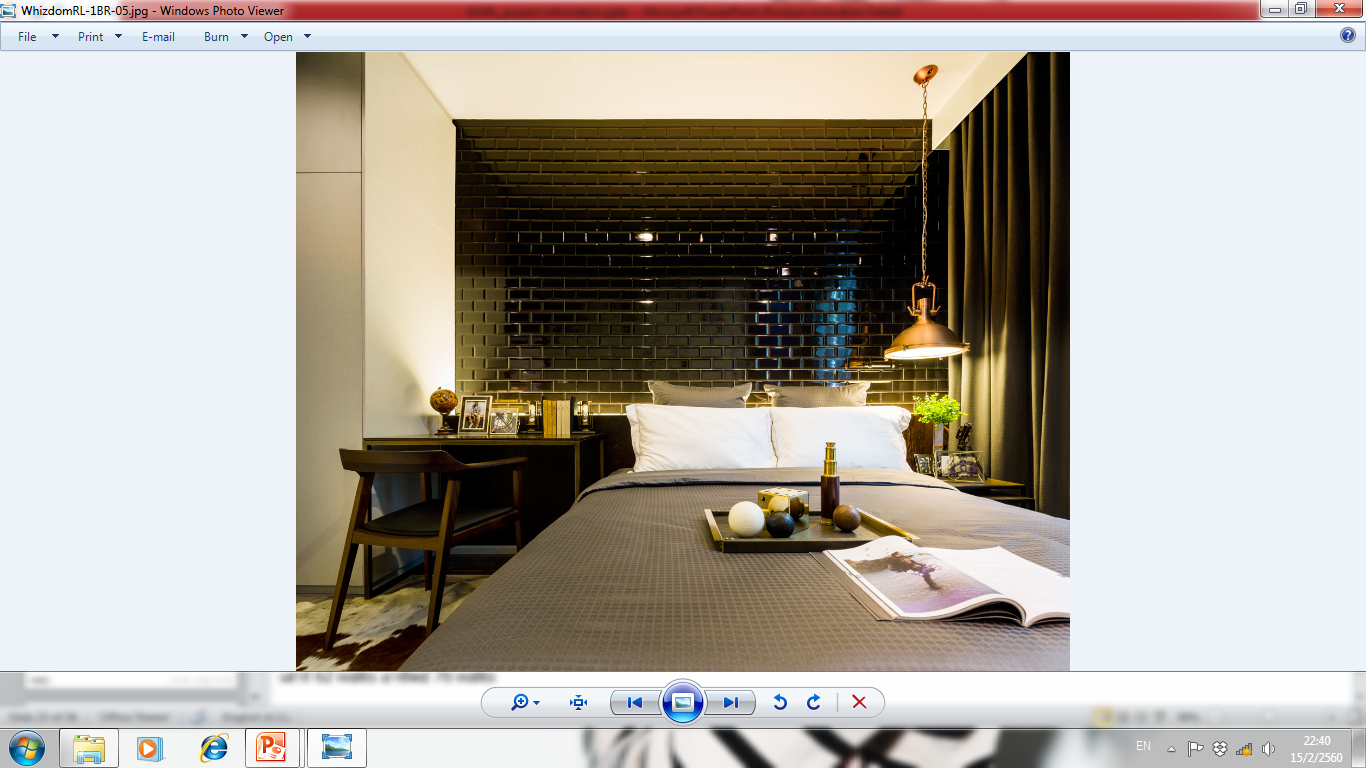 WhizdomRL-1BR-05.jpg - Windows Photo Viewer
File Print E-mail Burn Open
EN
22:40
15/2/2560